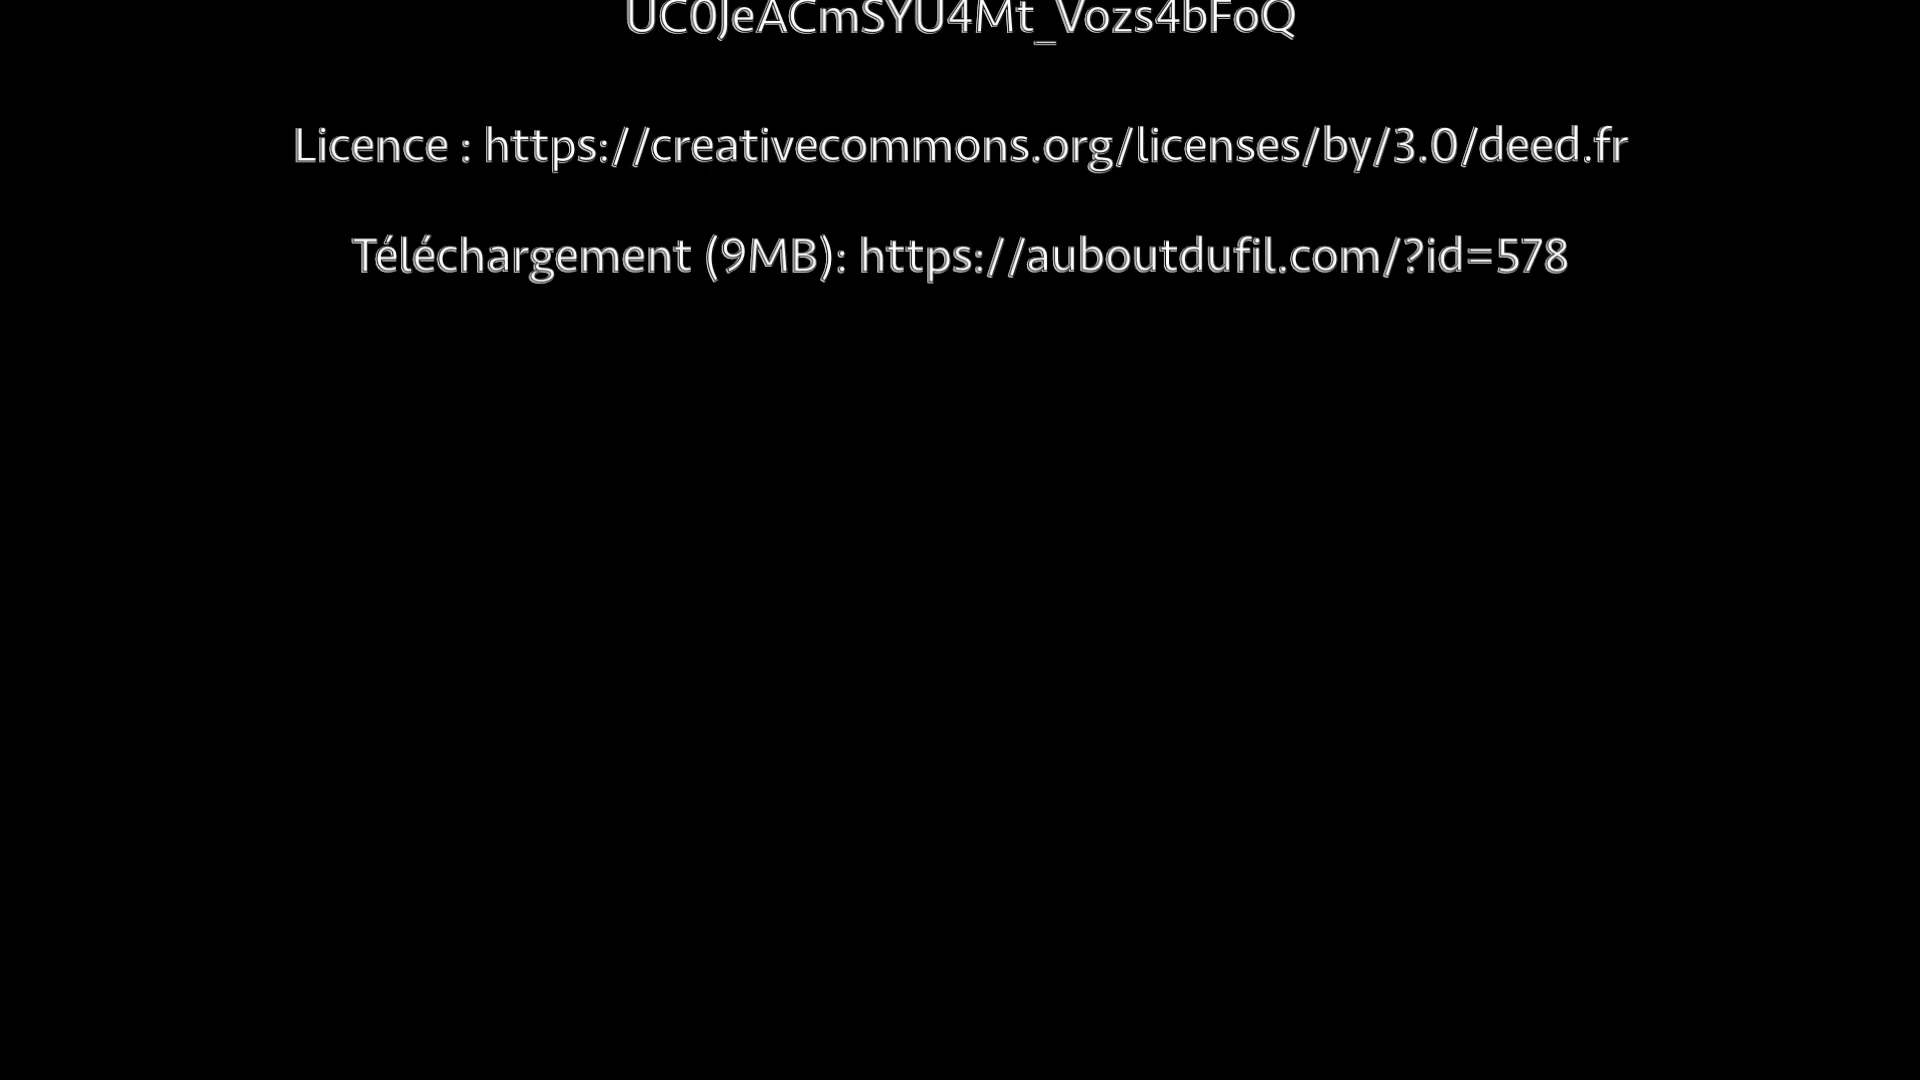 UC0JeACmSYU4Mt_Vozs4bFoQ
Licence : https://creativecommons.org/licenses/by/3.0/deed.fr
Téléchargement (9MB): https://auboutdufil.com/?id=578